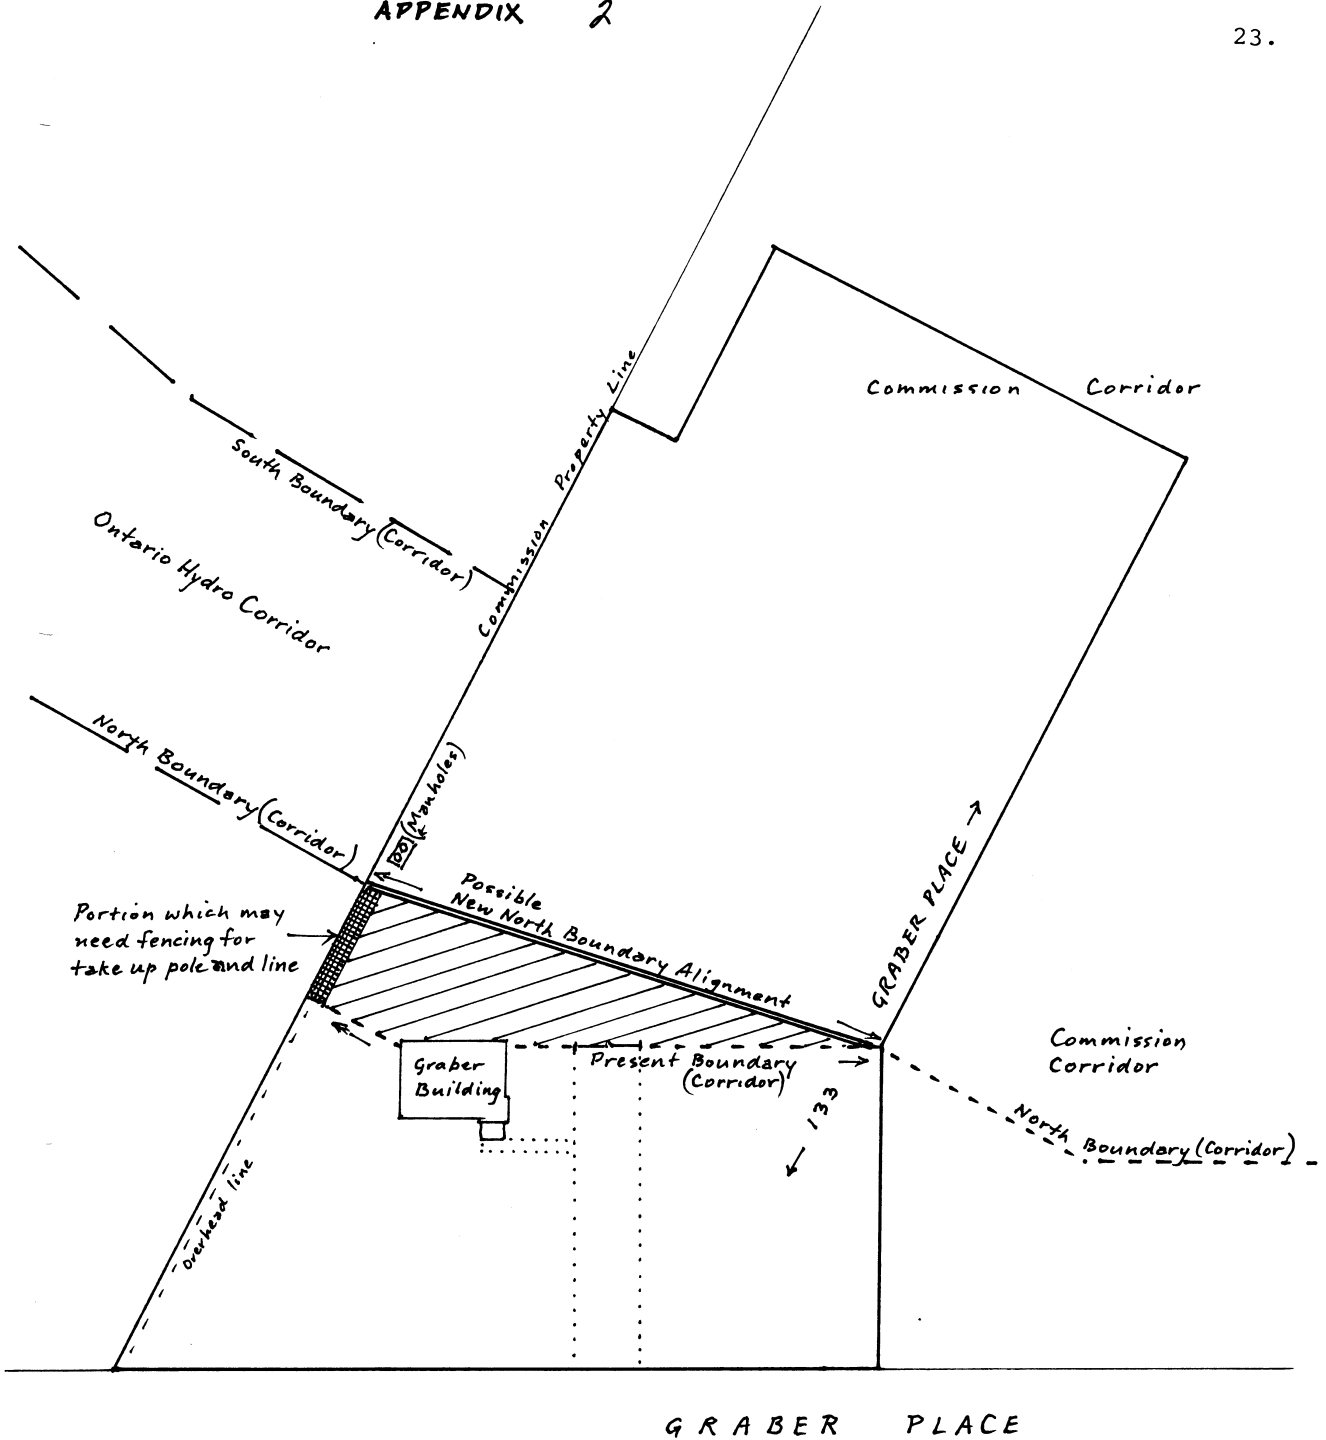 APPENDIX 2
23.
Commission Property Line
Commission Corridor
South Boundary (Corridor)
Ontario Hydro Corridor
North Boundary (Corridor)
(Manholes)
Possible
New North Boundary Alignment
Portion which may
need fencing for
take up pole and line
GRABER PLACE
Graber
Building
Present Boundary
(Corridor)
133
Commission
Corridor
North Boundary (Corridor)
Overhead line
GRABER PLACE